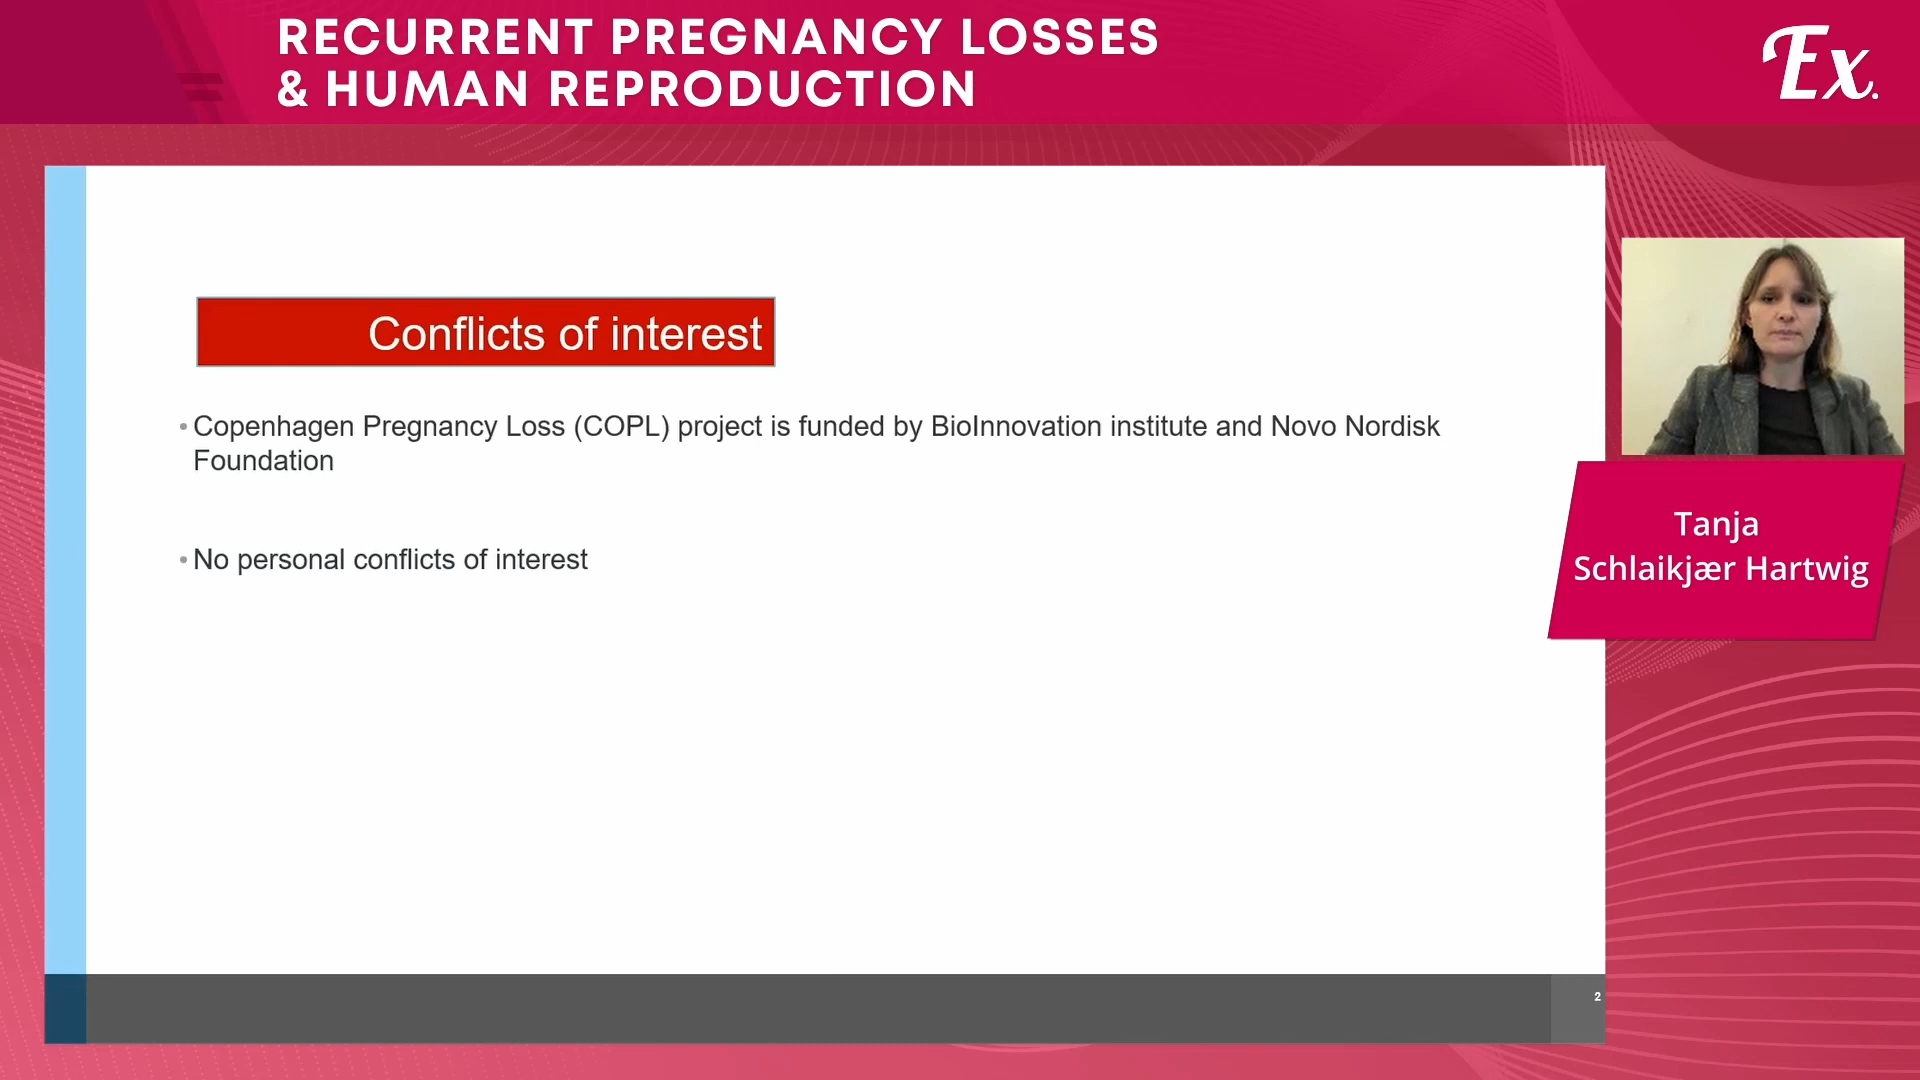 RECURRENT PREGNANCY LOSSES
& HUMAN REPRODUCTION
Ex.
Conflicts of interest
• Copenhagen Pregnancy Loss (COPL) project is funded by BioInnovation institute and Novo Nordisk
Foundation
• No personal conflicts of interest
Tanja
Schlaikjær Hartwig
2